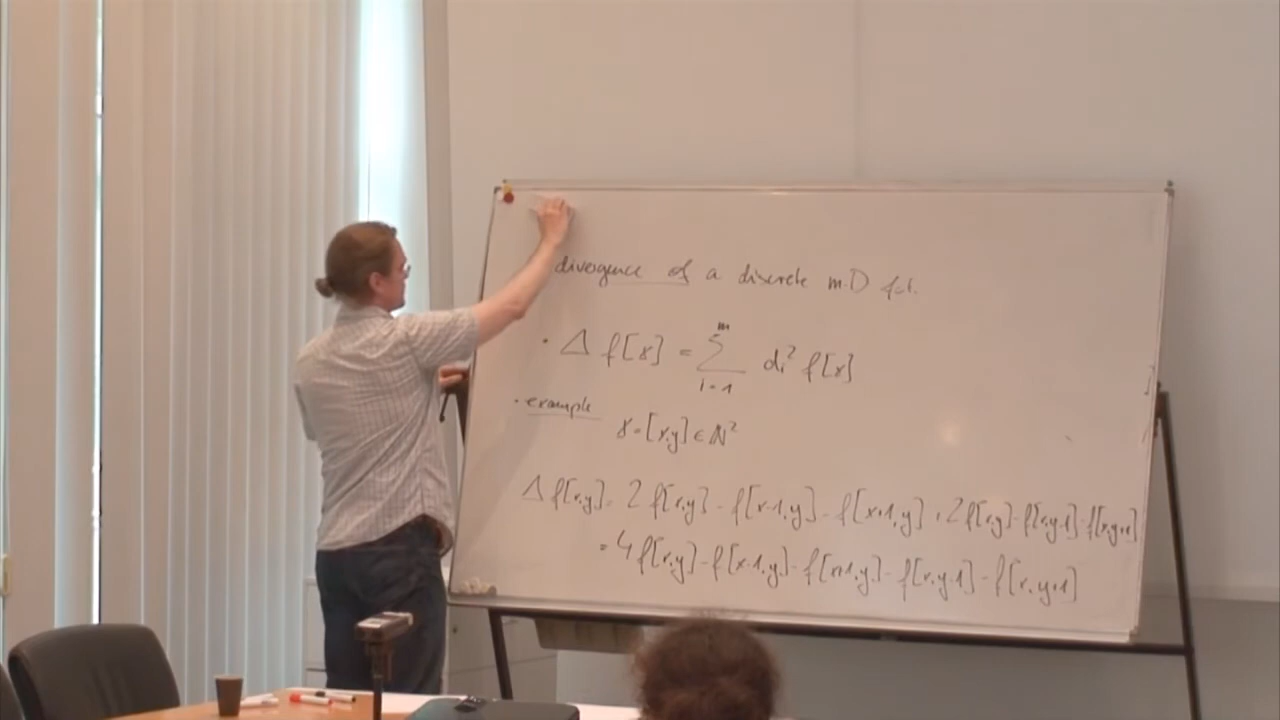 divergence of a discrete m.D fct.
· Δ f[x] = Σ_{i=1}^{m} d_i² f[x]
· example
x=[x,y] ∈ ℕ²
Δ f[x,y] = 2 f[x,y] - f[x-1,y] - f[x+1,y] + 2f[x,y] - f[x,y-1] - f[x,y+1]
= 4 f[x,y] - f[x-1,y] - f[x+1,y] - f[x,y-1] - f[x,y+1]